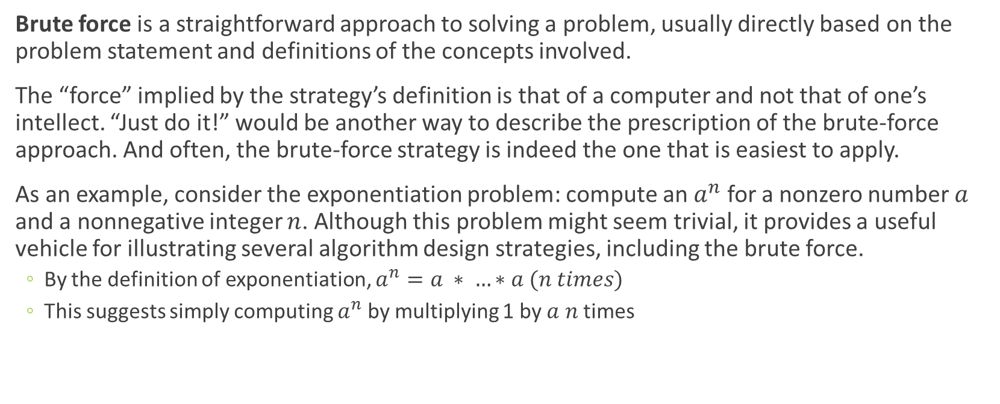 Brute force is a straightforward approach to solving a problem, usually directly based on the
problem statement and definitions of the concepts involved.
The “force” implied by the strategy’s definition is that of a computer and not that of one’s
intellect. “Just do it!” would be another way to describe the prescription of the brute-force
approach. And often, the brute-force strategy is indeed the one that is easiest to apply.
As an example, consider the exponentiation problem: compute an aⁿ for a nonzero number a
and a nonnegative integer n. Although this problem might seem trivial, it provides a useful
vehicle for illustrating several algorithm design strategies, including the brute force.
◦ By the definition of exponentiation, aⁿ = a * … * a (n times)
◦ This suggests simply computing aⁿ by multiplying 1 by a n times